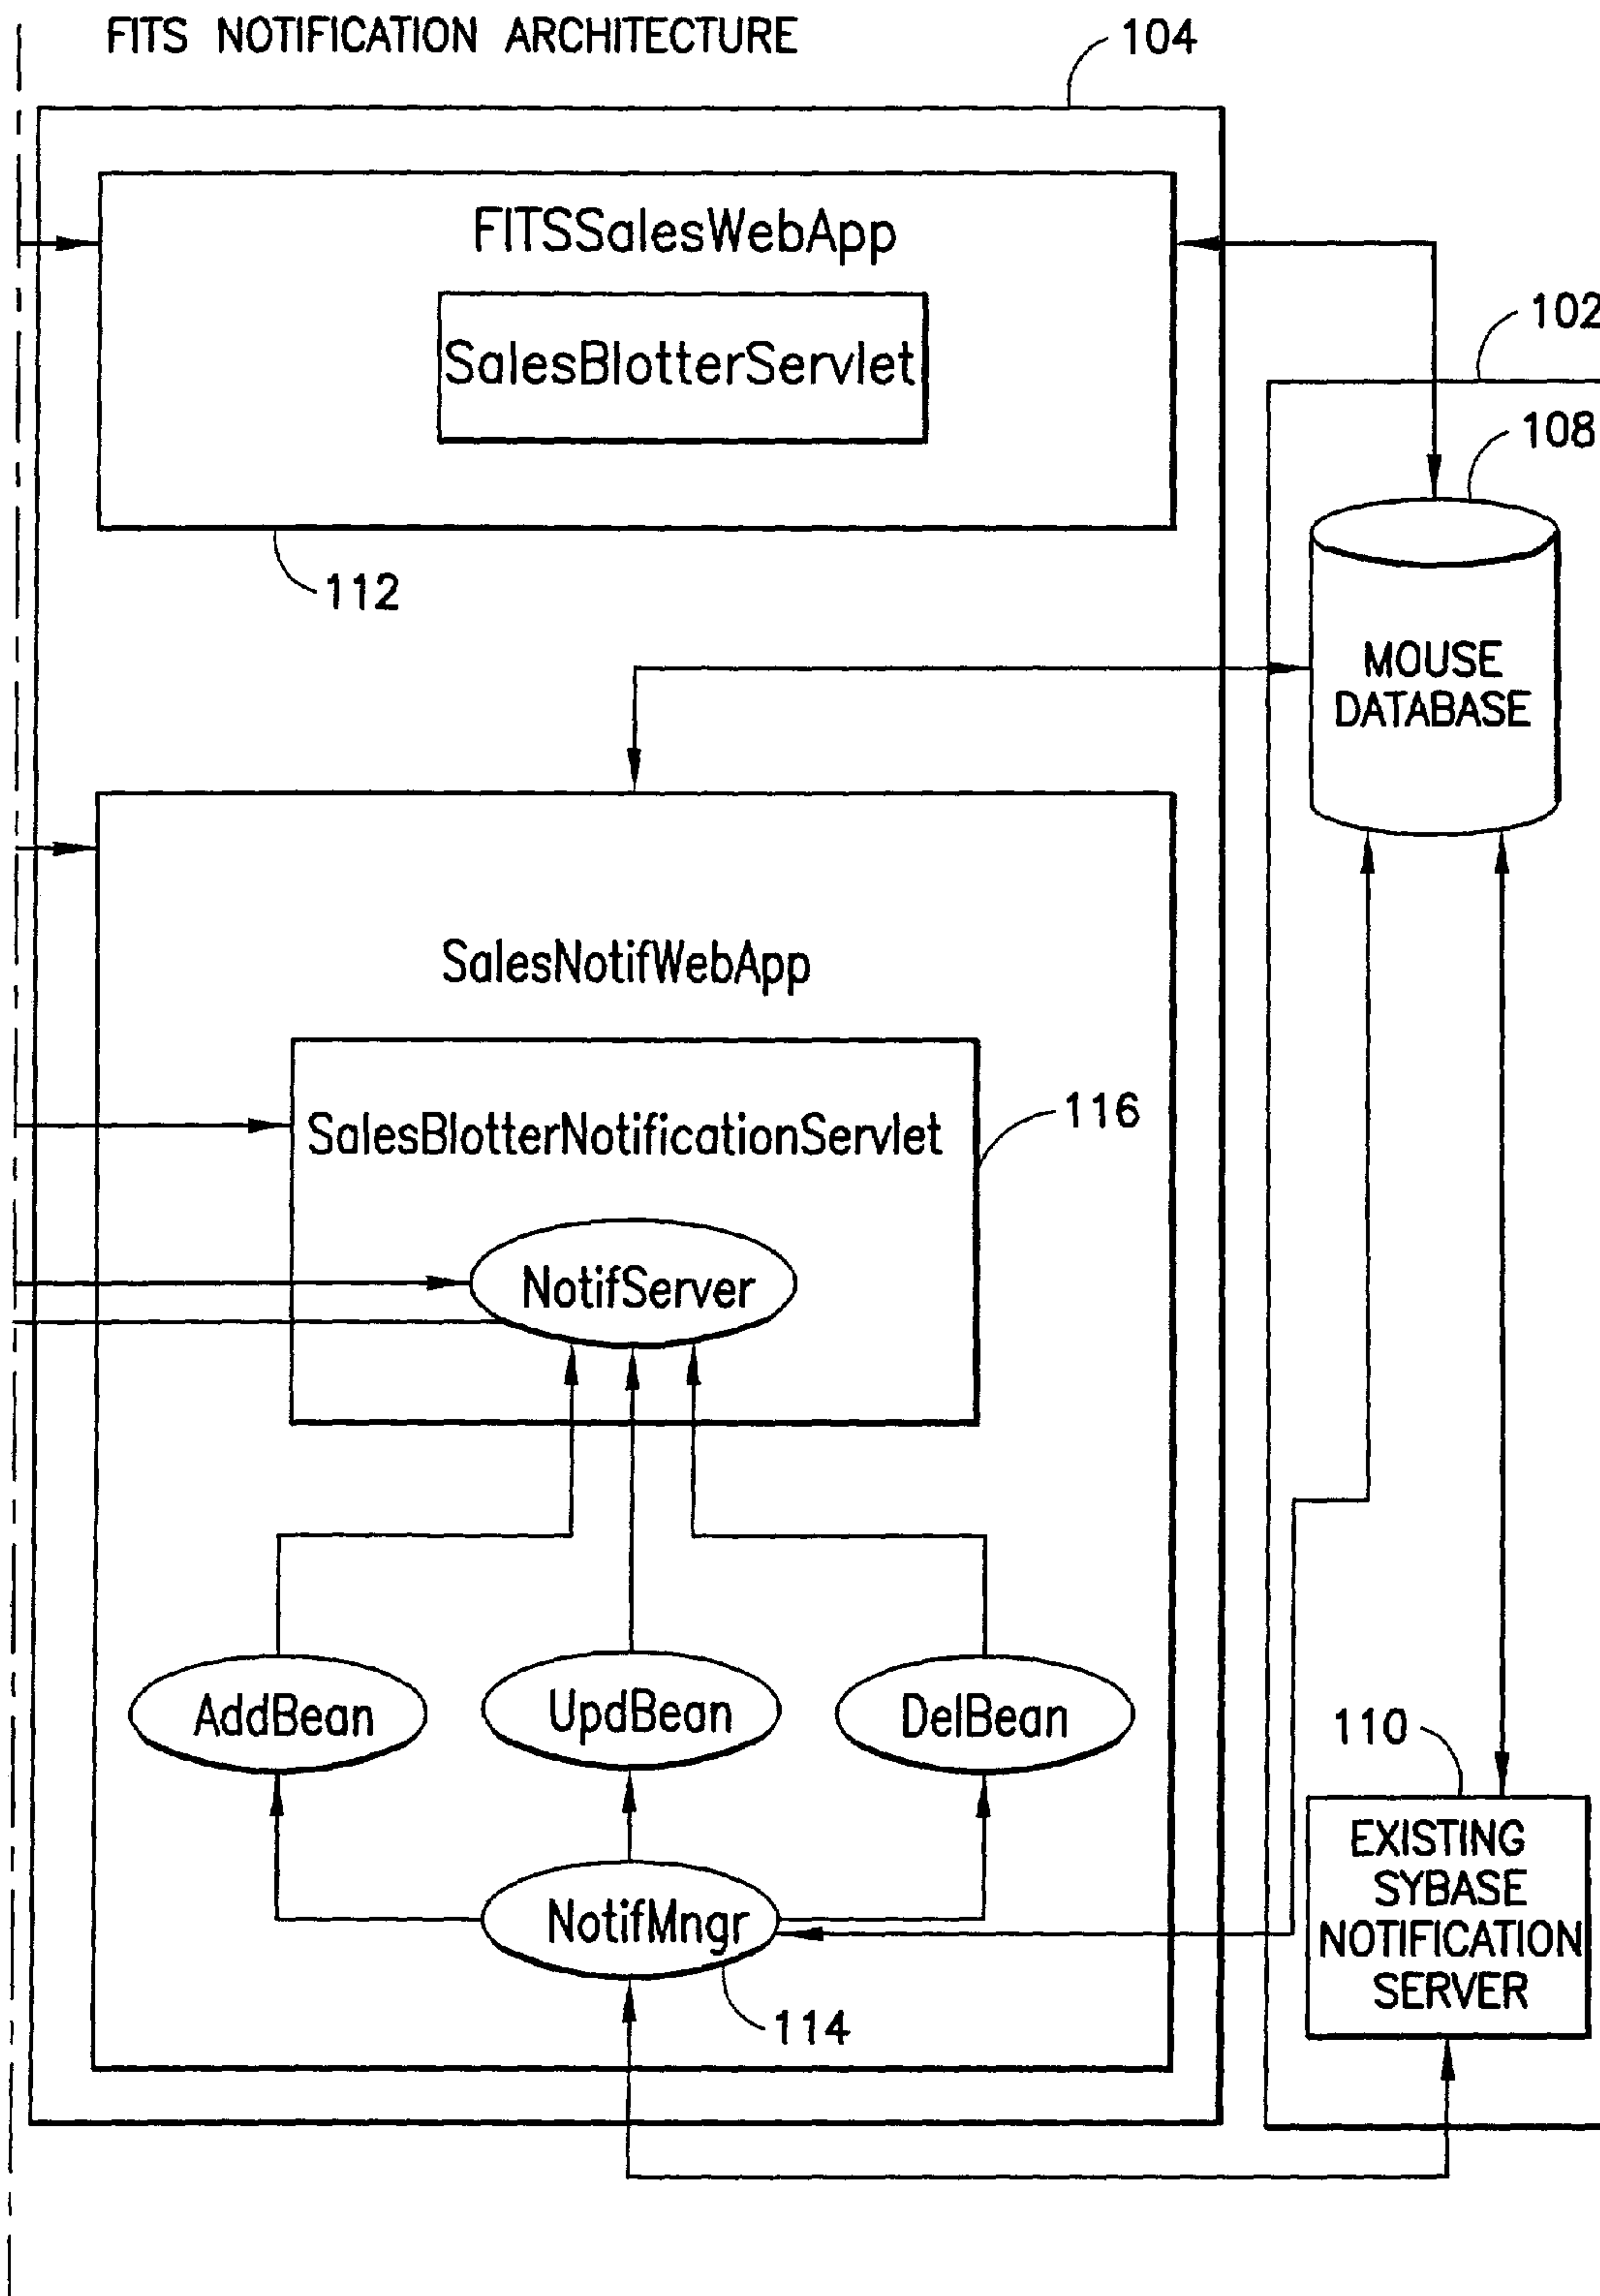 FITS NOTIFICATION ARCHITECTURE
104
FITSSalesWebApp
SalesBlotterServlet
102
108
112
MOUSE
DATABASE
SalesNotifWebApp
116
SalesBlotterNotificationServlet
NotifServer
AddBean
UpdBean
DelBean
110
EXISTING
SYBASE
NOTIFICATION
SERVER
NotifMngr
114